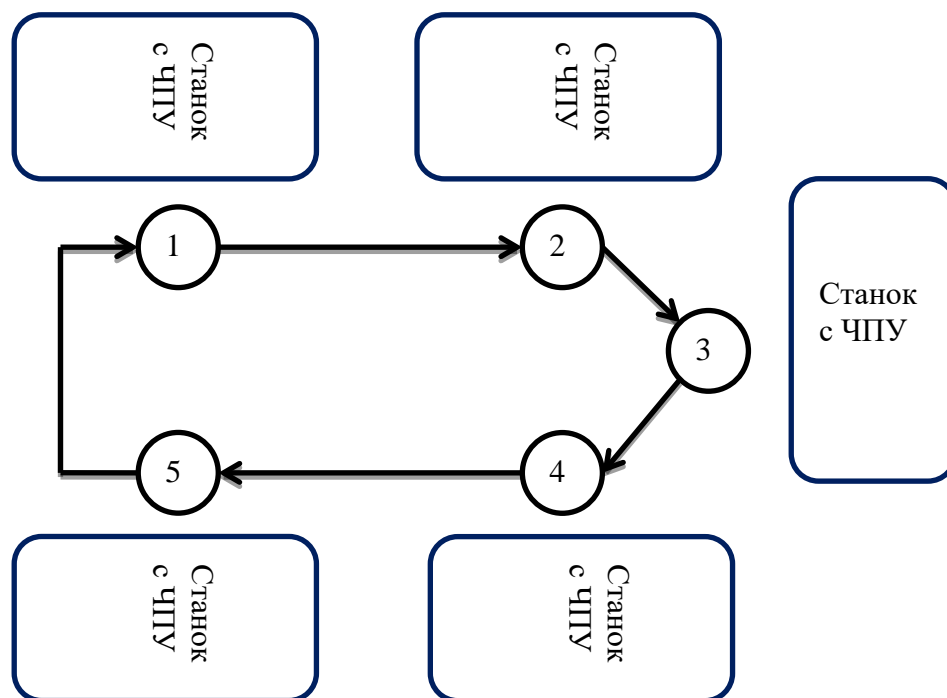 Станок
с ЧПУ
Станок
с ЧПУ
1
2
3
Станок
с ЧПУ
5
4
Станок
с ЧПУ
Станок
с ЧПУ